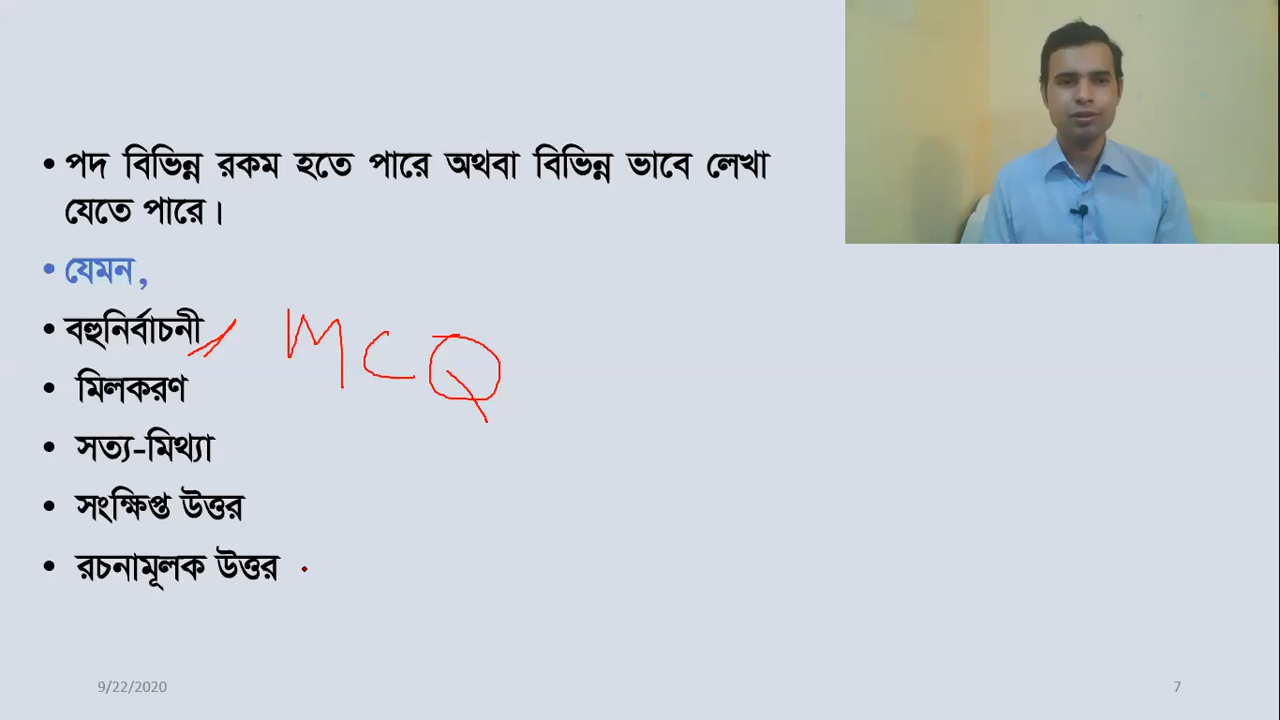 • পদ বিভিন্ন রকম হতে পারে অথবা বিভিন্ন ভাবে লেখা
যেতে পারে।
• যেমন,
• বহুনির্বাচনী MCQ
• মিলকরণ
• সত্য-মিথ্যা
• সংক্ষিপ্ত উত্তর
• রচনামূলক উত্তর
9/22/2020 7